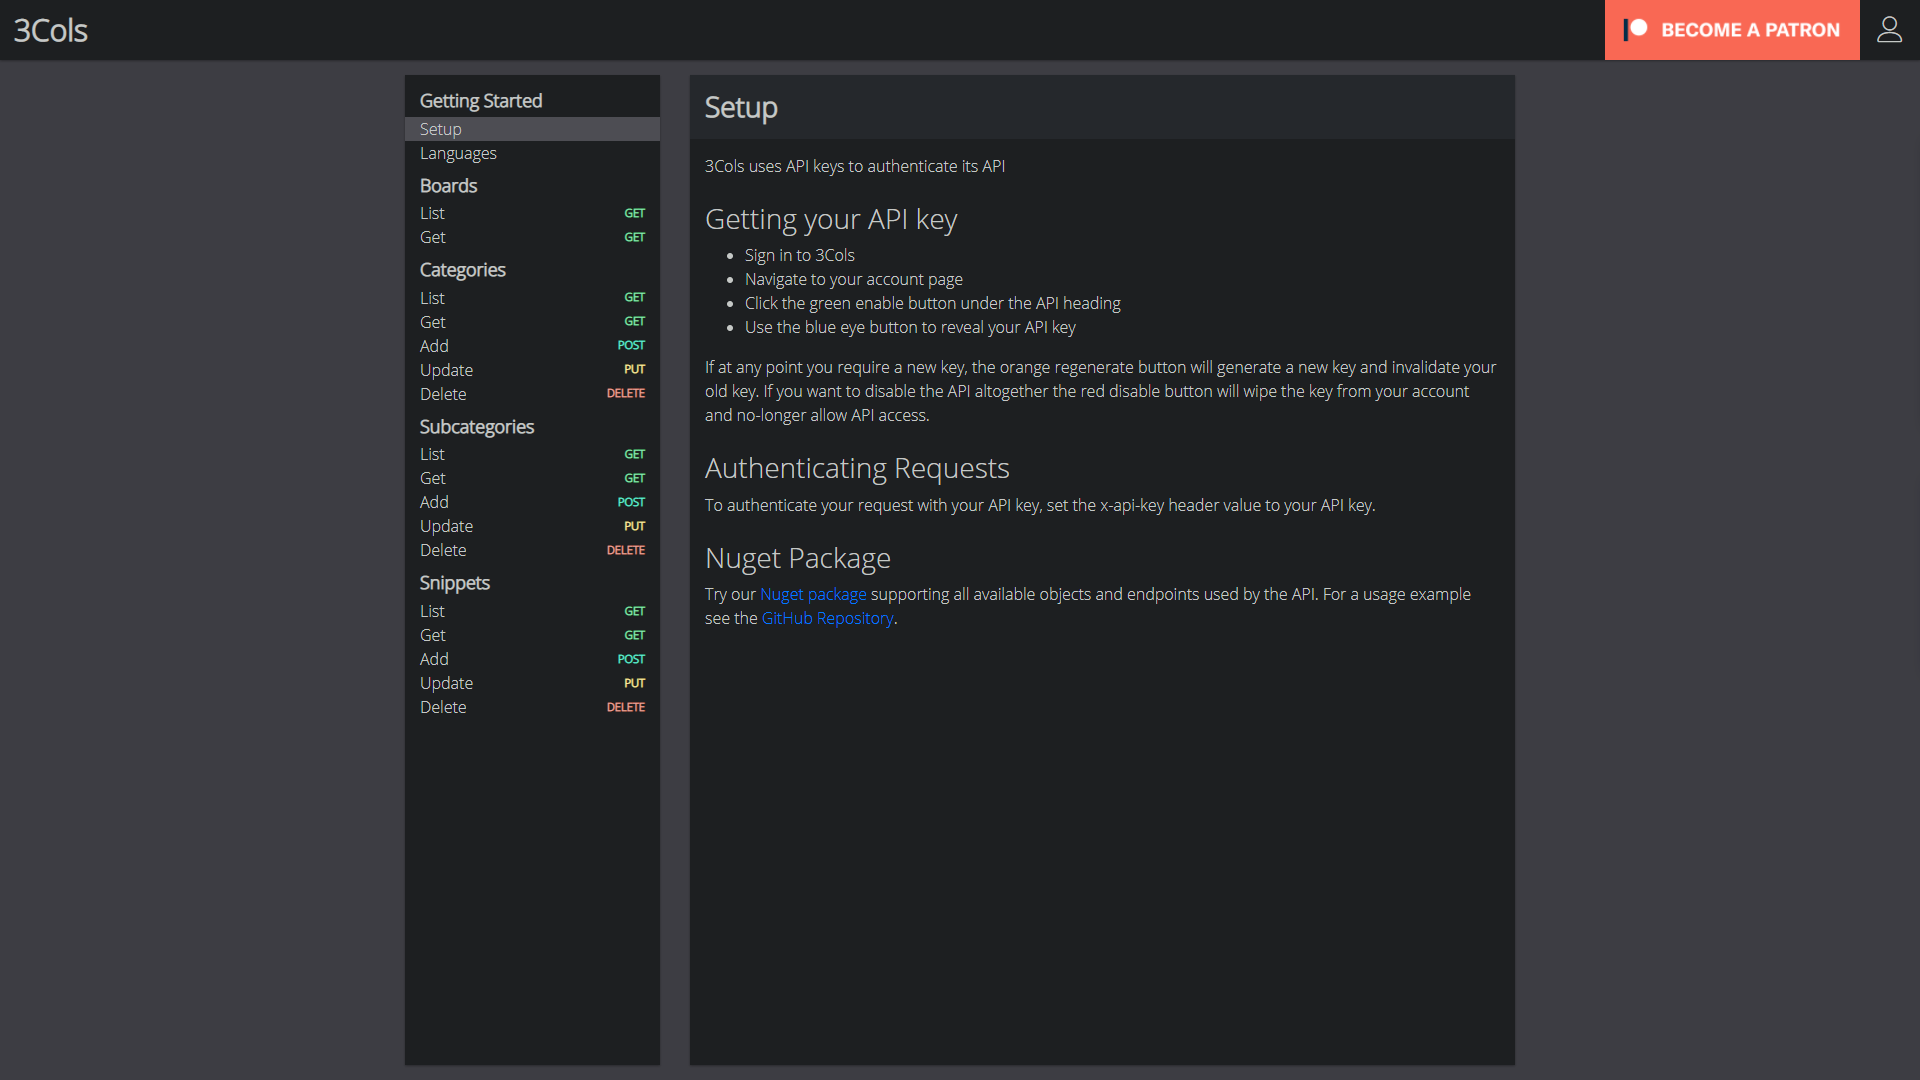 3Cols
BECOME A PATRON
Getting Started
Setup
Languages
Boards
List GET
Get GET
Categories
List GET
Get GET
Add POST
Update PUT
Delete DELETE
Subcategories
List GET
Get GET
Add POST
Update PUT
Delete DELETE
Snippets
List GET
Get GET
Add POST
Update PUT
Delete DELETE
Setup
3Cols uses API keys to authenticate its API
Getting your API key
• Sign in to 3Cols
• Navigate to your account page
• Click the green enable button under the API heading
• Use the blue eye button to reveal your API key
If at any point you require a new key, the orange regenerate button will generate a new key and invalidate your
old key. If you want to disable the API altogether the red disable button will wipe the key from your account
and no-longer allow API access.
Authenticating Requests
To authenticate your request with your API key, set the x-api-key header value to your API key.
Nuget Package
Try our Nuget package supporting all available objects and endpoints used by the API. For a usage example
see the GitHub Repository.